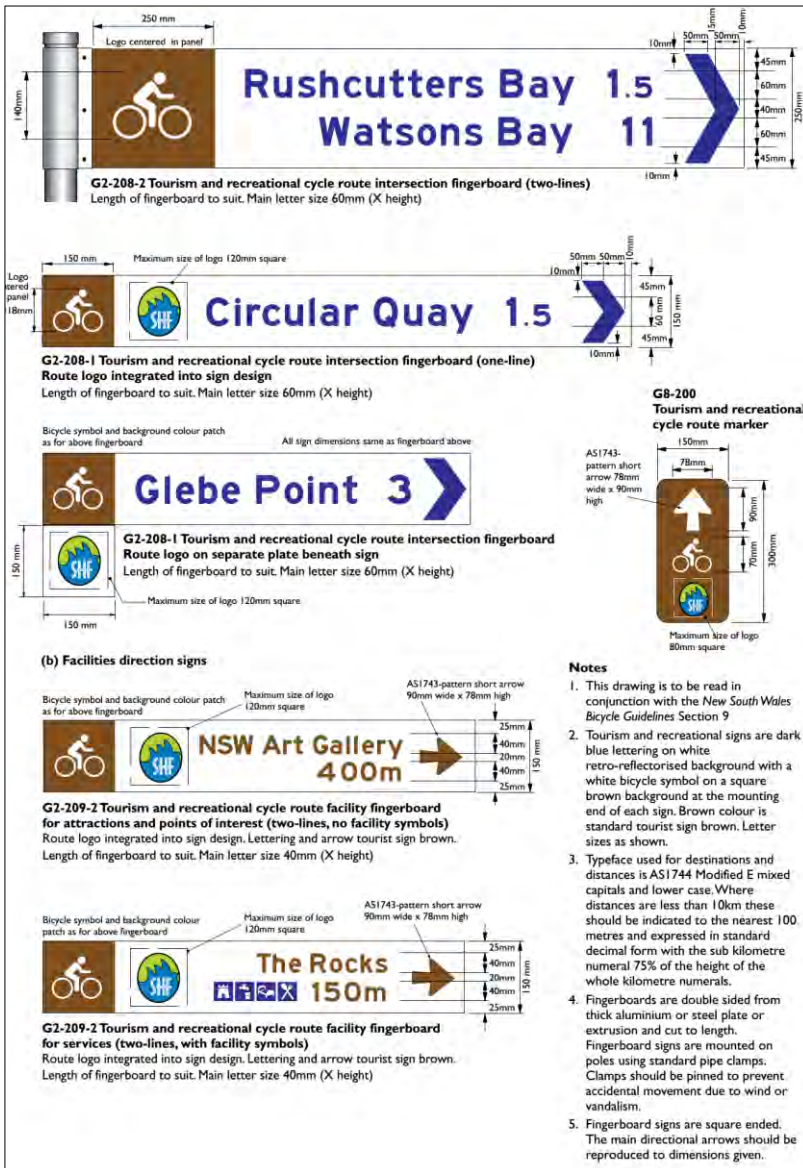 250 mm
Logo centered in panel
140mm
Rushcutters Bay 1.5
Watsons Bay 11
50mm
15mm
50mm
10mm
10mm
45mm
60mm
40mm
60mm
45mm
250mm
10mm
G2-208-2 Tourism and recreational cycle route intersection fingerboard (two-lines)
Length of fingerboard to suit. Main letter size 60mm (X height)
150 mm
Maximum size of logo 120mm square
Logo
panel
SHF
Circular Quay 1.5
50mm
50mm
10mm
10mm
45mm
60 mm
45mm
150 mm
10mm
G2-208-1 Tourism and recreational cycle route intersection fingerboard (one-line)
Route logo integrated into sign design
Length of fingerboard to suit. Main letter size 60mm (X height)
Bicycle symbol and background colour patch
as for above fingerboard
All sign dimensions same as fingerboard above
Glebe Point 3
150 mm
SHF
G2-208-1 Tourism and recreational cycle route intersection fingerboard
Route logo on separate plate beneath sign
Length of fingerboard to suit. Main letter size 60mm (X height)
Maximum size of logo 120mm square
150 mm
G8-200
Tourism and recreational
cycle route marker
150mm
78mm
AS1743-
pattern short
arrow 78mm
wide x 90mm
high
90mm
70mm
300mm
SHF
Maximum size of logo
80mm square
(b) Facilities direction signs
Bicycle symbol and background colour patch
as for above fingerboard
Maximum size of logo
120mm square
AS1743-pattern short arrow
90mm wide x 78mm high
SHF
NSW Art Gallery
400m
25mm
40mm
20mm
40mm
25mm
150 mm
G2-209-2 Tourism and recreational cycle route facility fingerboard
for attractions and points of interest (two-lines, no facility symbols)
Route logo integrated into sign design. Lettering and arrow tourist sign brown.
Length of fingerboard to suit. Main letter size 40mm (X height)
Bicycle symbol and background colour
patch as for above fingerboard
Maximum size of logo
120mm square
AS1743-pattern short arrow
90mm wide x 78mm high
SHF
The Rocks
150m
25mm
40mm
20mm
40mm
25mm
150 mm
G2-209-2 Tourism and recreational cycle route facility fingerboard
for services (two-lines, with facility symbols)
Route logo integrated into sign design. Lettering and arrow tourist sign brown.
Length of fingerboard to suit. Main letter size 40mm (X height)
Notes
1. This drawing is to be read in
conjunction with the New South Wales
Bicycle Guidelines Section 9
2. Tourism and recreational signs are dark
blue lettering on white
retro-reflectorised background with a
white bicycle symbol on a square
brown background at the mounting
end of each sign. Brown colour is
standard tourist sign brown. Letter
sizes as shown.
3. Typeface used for destinations and
distances is AS1744 Modified E mixed
capitals and lower case. Where
distances are less than 10km these
should be indicated to the nearest 100
metres and expressed in standard
decimal form with the sub kilometre
numeral 75% of the height of the
whole kilometre numerals.
4. Fingerboards are double sided from
thick aluminium or steel plate or
extrusion and cut to length.
Fingerboard signs are mounted on
poles using standard pipe clamps.
Clamps should be pinned to prevent
accidental movement due to wind or
vandalism.
5. Fingerboard signs are square ended.
The main directional arrows should be
reproduced to dimensions given.